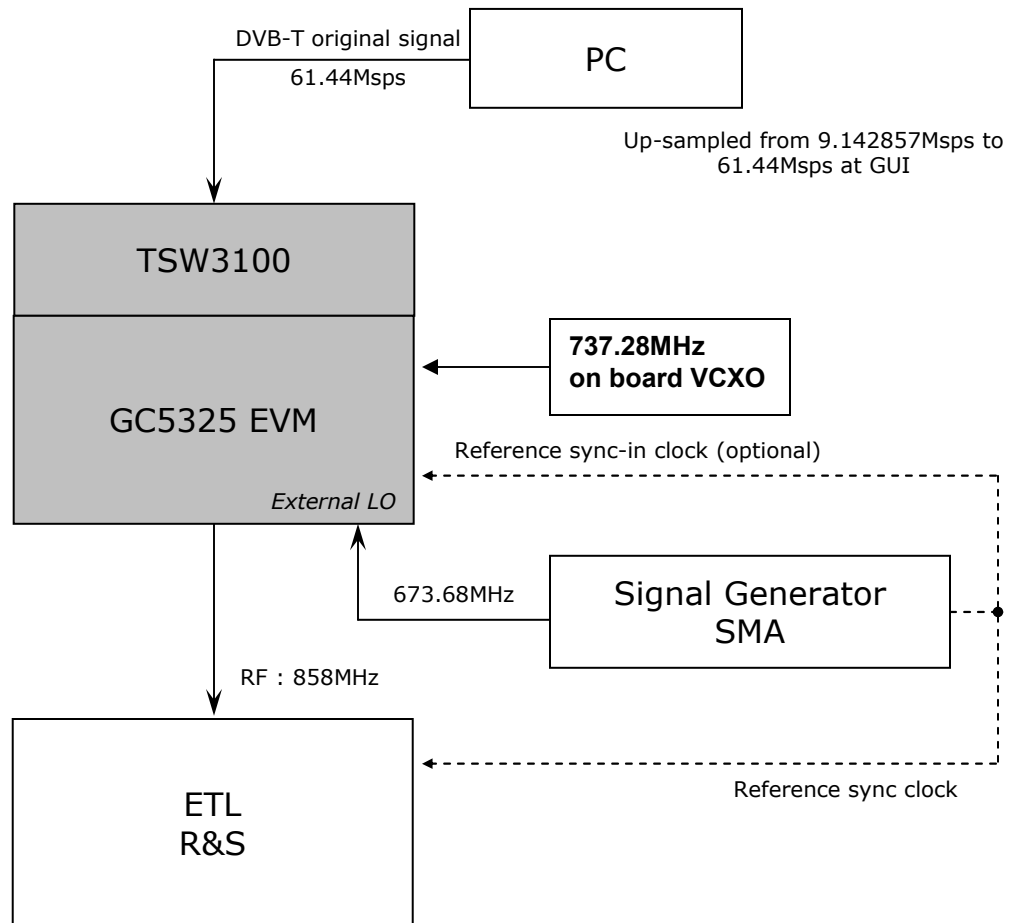 DVB-T original signal
61.44Msps
PC
Up-sampled from 9.142857Msps to
61.44Msps at GUI
TSW3100
737.28MHz
on board VCXO
GC5325 EVM
Reference sync-in clock (optional)
External LO
673.68MHz
Signal Generator
SMA
RF : 858MHz
Reference sync clock
ETL
R&S